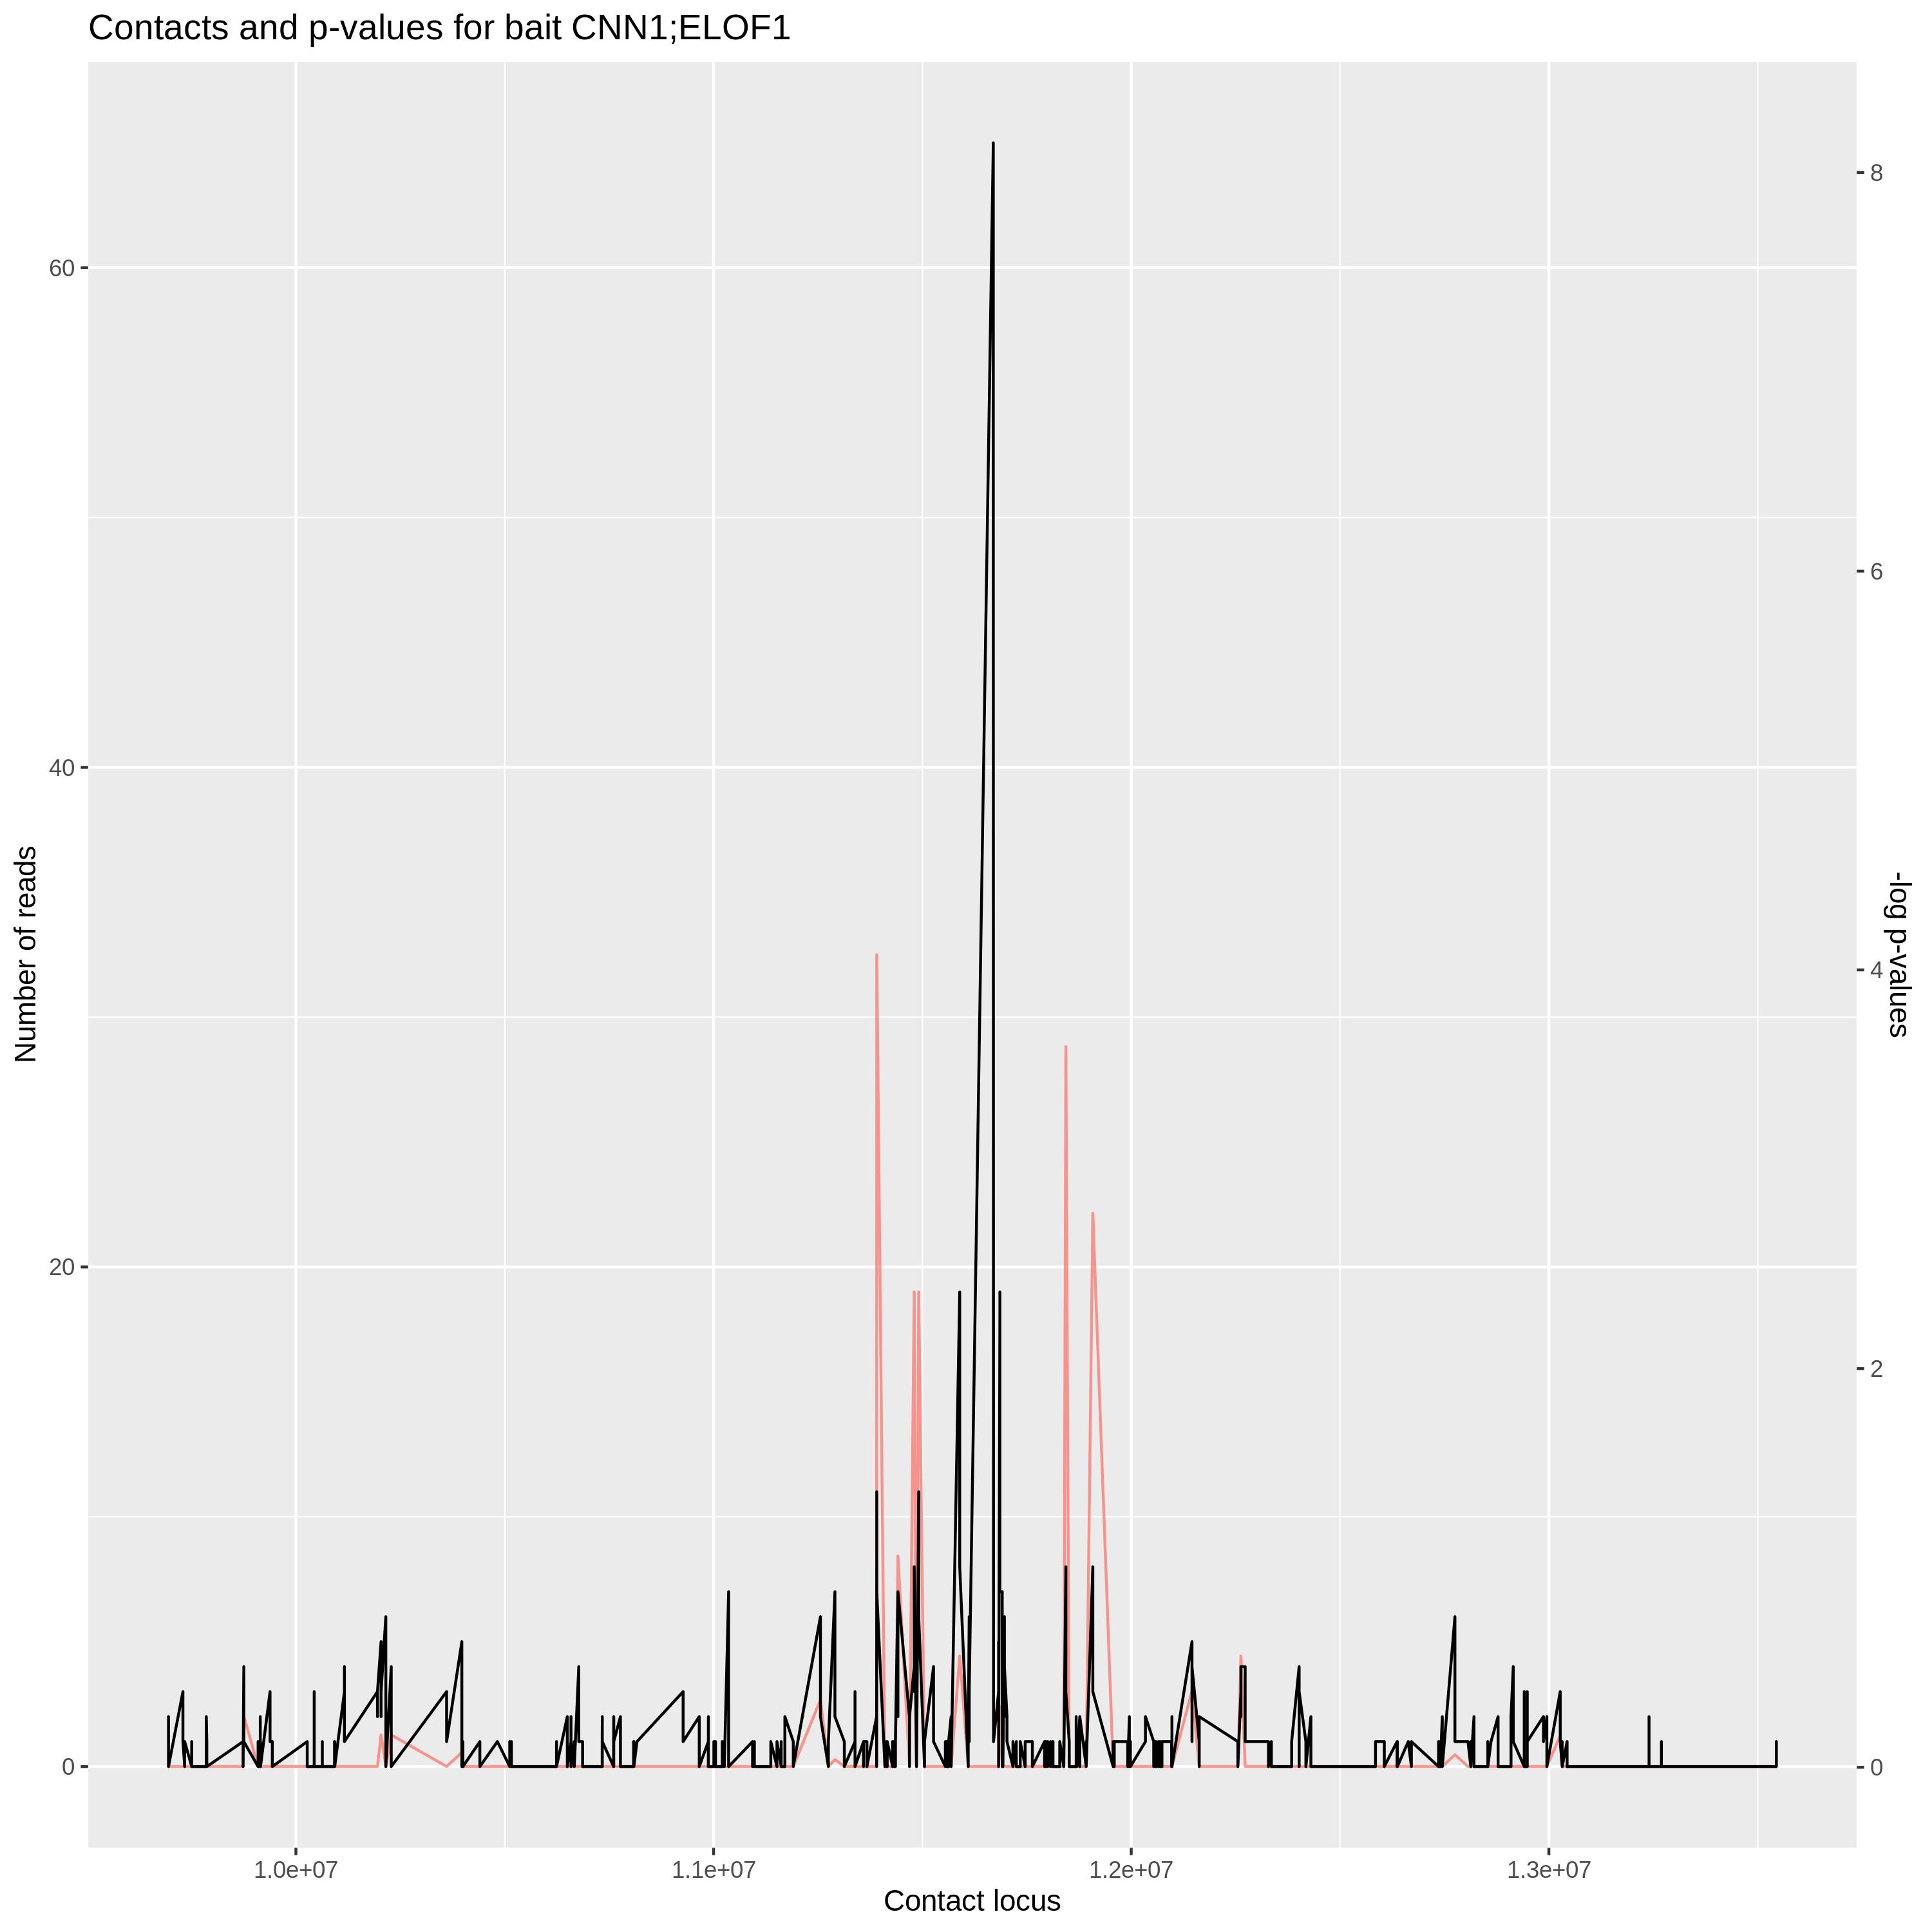 Contacts and p-values for bait CNN1;ELOF1
8
60
6
40
Number of reads
-log p-values
4
20
2
0
0
1.0e+07
1.1e+07
1.2e+07
1.3e+07
Contact locus